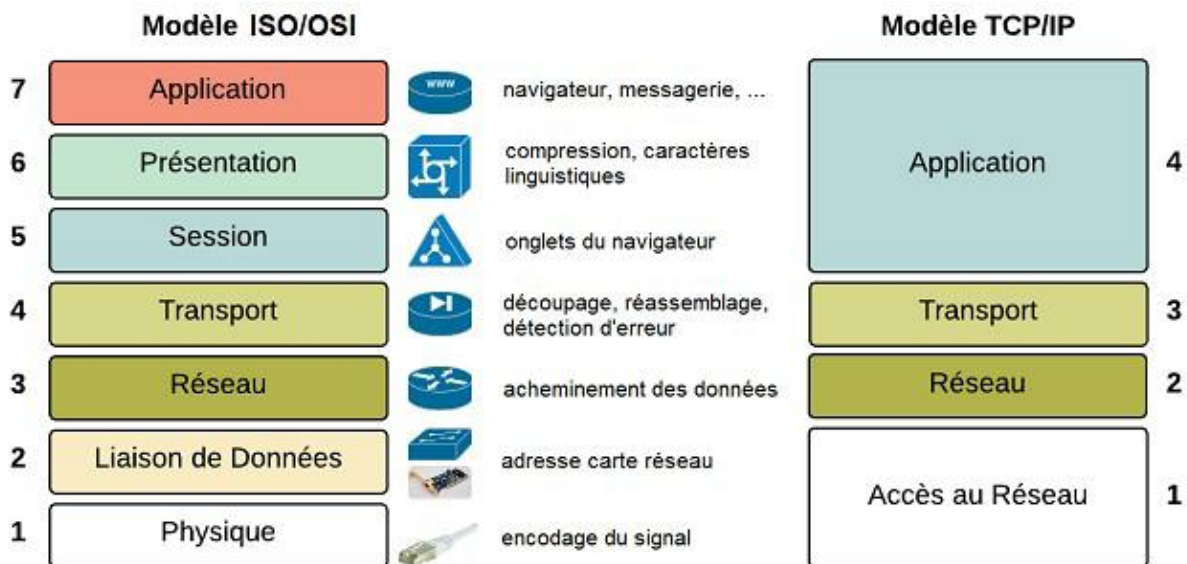 Modèle ISO/OSI
Modèle TCP/IP
7
Application
www
navigateur, messagerie, ...
6
Présentation
compression, caractères
linguistiques
5
Session
onglets du navigateur
4
Transport
découpage, réassemblage,
détection d'erreur
3
Réseau
acheminement des données
2
Liaison de Données
adresse carte réseau
1
Physique
encodage du signal
Application
4
Transport
3
Réseau
2
Accès au Réseau
1